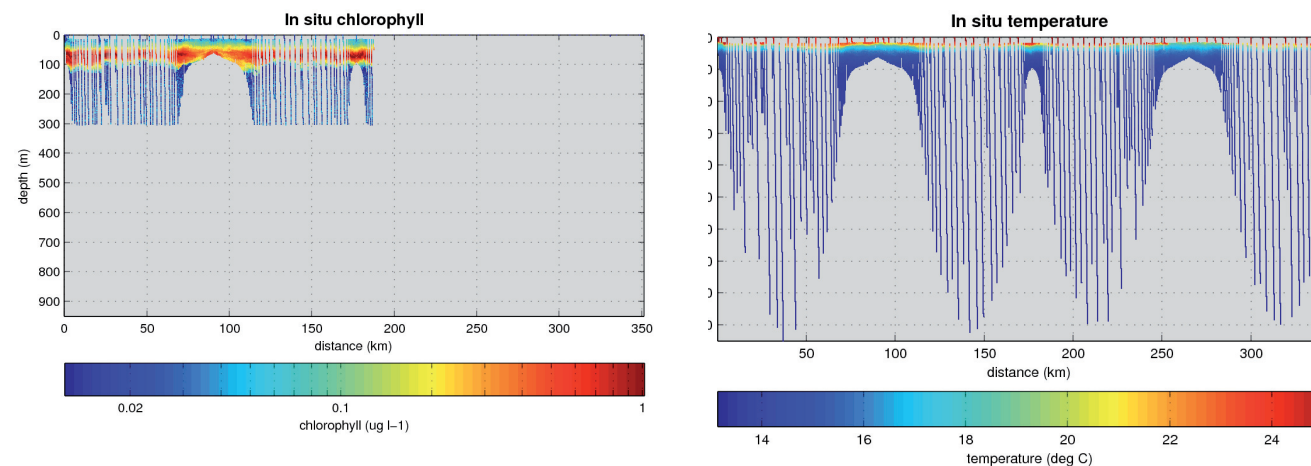 In situ chlorophyll
0
100
200
300
400
500
600
700
800
900
depth (m)
0 50 100 150 200 250 300 350
distance (km)
0.02 0.1 1
chlorophyll (ug l−1)
In situ temperature
50 100 150 200 250 300
distance (km)
14 16 18 20 22 24
temperature (deg C)